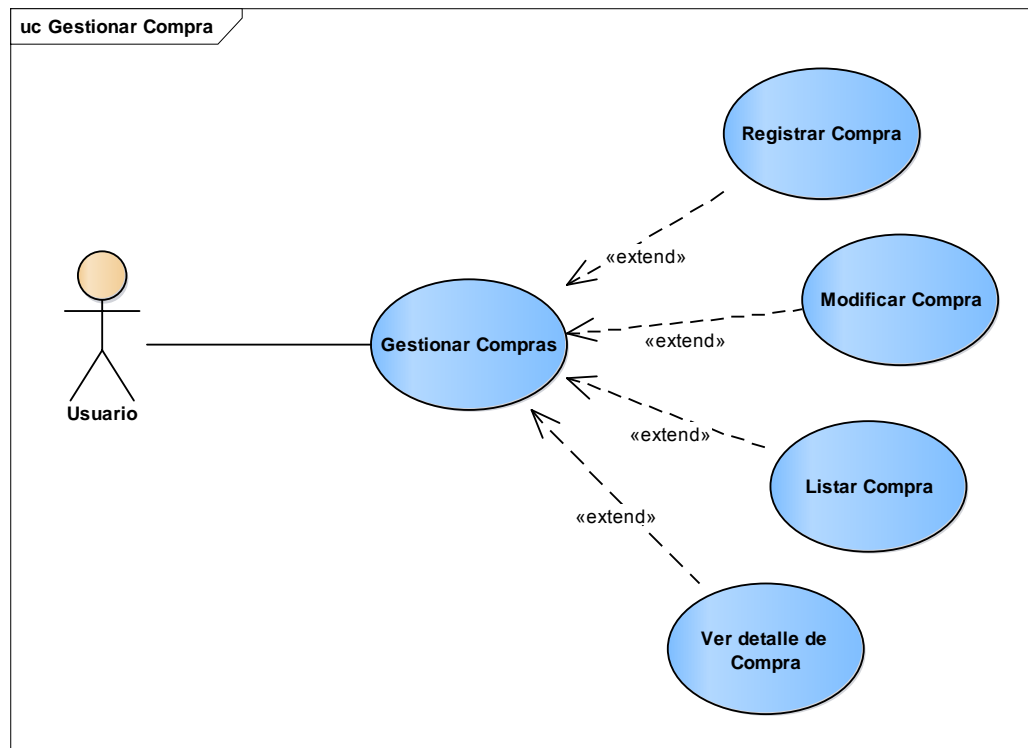 uc Gestionar Compra
Registrar Compra
«extend»
Modificar Compra
«extend»
Gestionar Compras
Usuario
«extend»
Listar Compra
«extend»
Ver detalle de
Compra